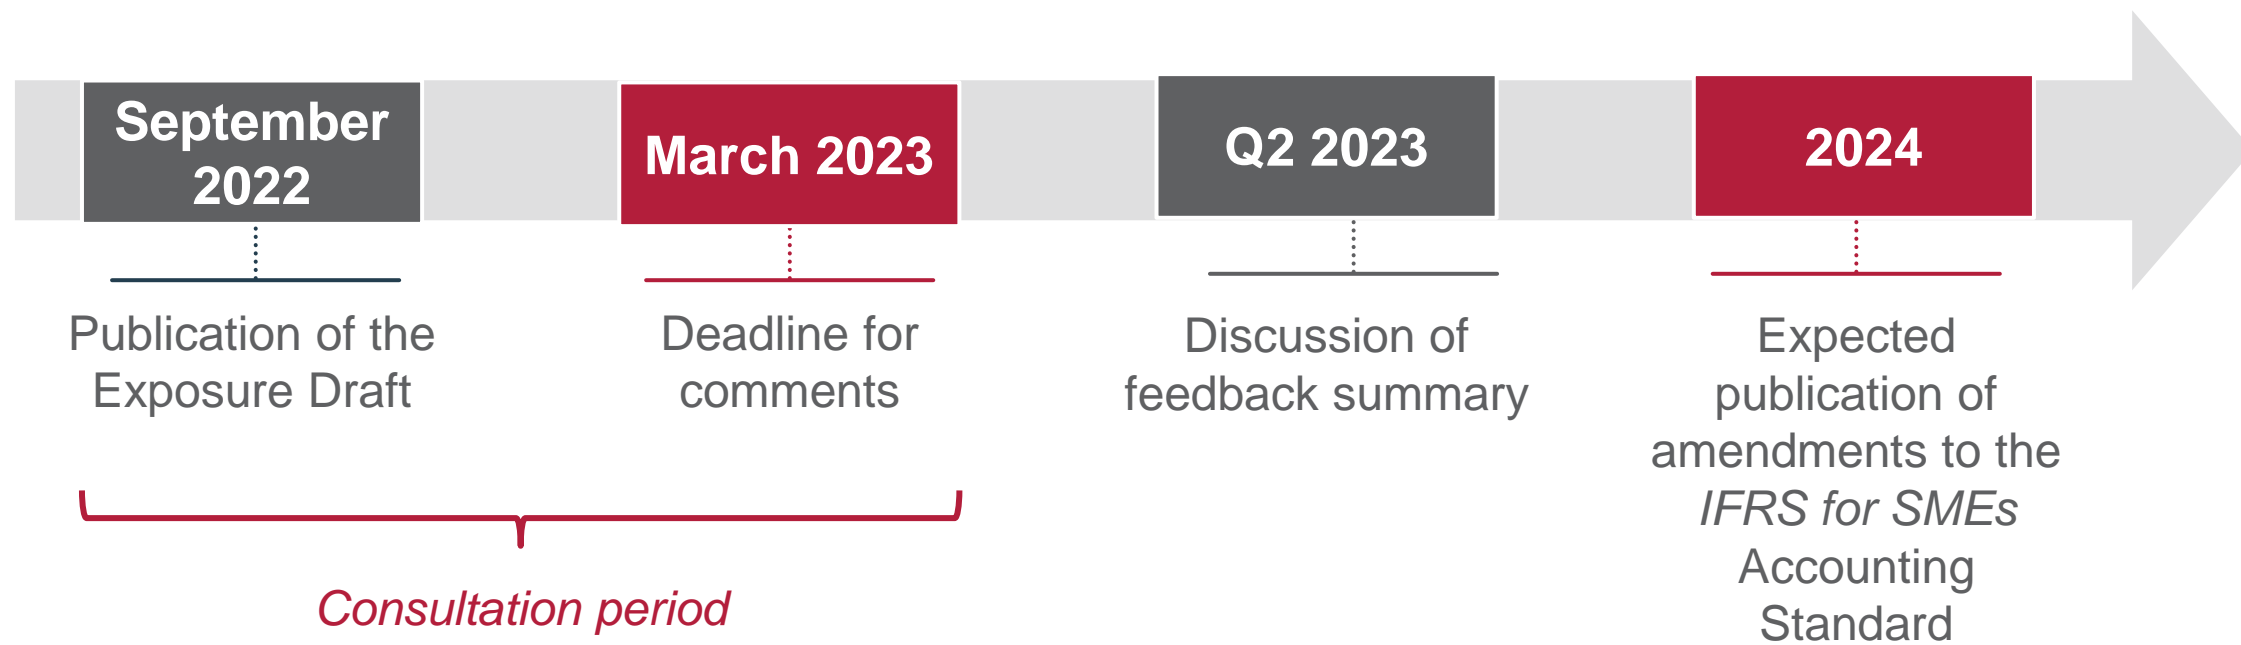 September
2022
March 2023
Q2 2023
2024
Publication of the
Exposure Draft
Deadline for
comments
Discussion of
feedback summary
Expected
publication of
amendments to the
IFRS for SMEs
Accounting
Standard
Consultation period